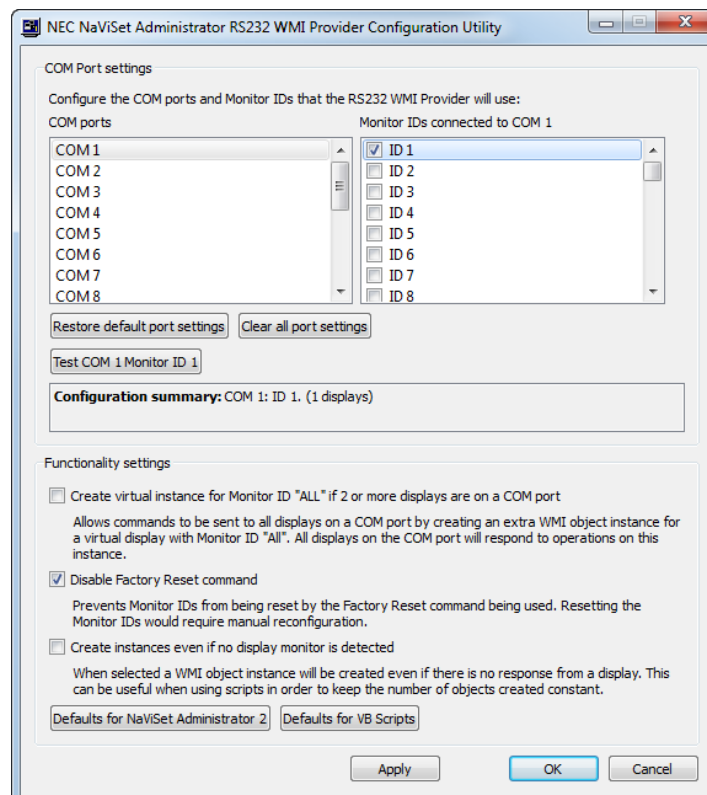 NEC NaViSet Administrator RS232 WMI Provider Configuration Utility
COM Port settings
Configure the COM ports and Monitor IDs that the RS232 WMI Provider will use:
COM ports
Monitor IDs connected to COM 1
COM 1
COM 2
COM 3
COM 4
COM 5
COM 6
COM 7
COM 8
ID 1
ID 2
ID 3
ID 4
ID 5
ID 6
ID 7
ID 8
Restore default port settings
Clear all port settings
Test COM 1 Monitor ID 1
Configuration summary: COM 1: ID 1. (1 displays)
Functionality settings
Create virtual instance for Monitor ID "ALL" if 2 or more displays are on a COM port
Allows commands to be sent to all displays on a COM port by creating an extra WMI object instance for
a virtual display with Monitor ID "All". All displays on the COM port will respond to operations on this
instance.
Disable Factory Reset command
Prevents Monitor IDs from being reset by the Factory Reset command being used. Resetting the
Monitor IDs would require manual reconfiguration.
Create instances even if no display monitor is detected
When selected a WMI object instance will be created even if there is no response from a display. This
can be useful when using scripts in order to keep the number of objects created constant.
Defaults for NaViSet Administrator 2
Defaults for VB Scripts
Apply
OK
Cancel